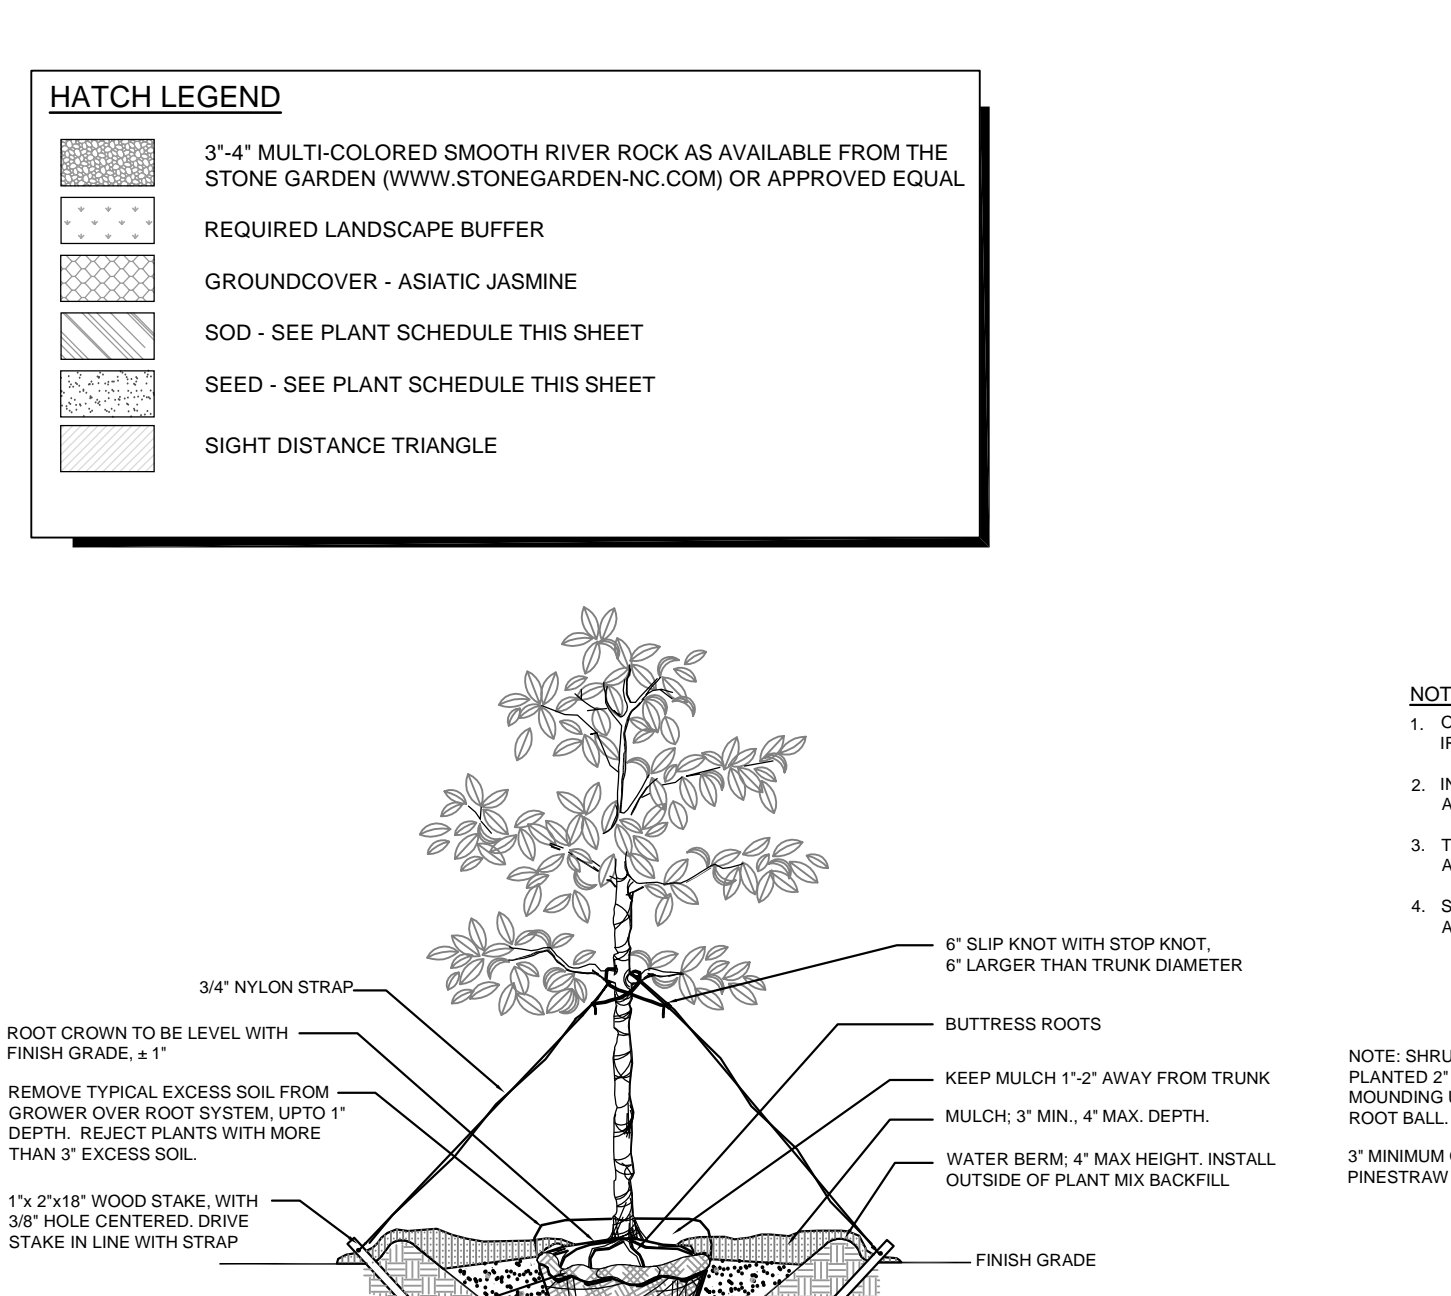 HATCH LEGEND
3"-4" MULTI-COLORED SMOOTH RIVER ROCK AS AVAILABLE FROM THE
STONE GARDEN (WWW.STONEGARDEN-NC.COM) OR APPROVED EQUAL
REQUIRED LANDSCAPE BUFFER
GROUNDCOVER - ASIATIC JASMINE
SOD - SEE PLANT SCHEDULE THIS SHEET
SEED - SEE PLANT SCHEDULE THIS SHEET
SIGHT DISTANCE TRIANGLE
3/4" NYLON STRAP
ROOT CROWN TO BE LEVEL WITH
FINISH GRADE, ± 1"
REMOVE TYPICAL EXCESS SOIL FROM
GROWER OVER ROOT SYSTEM, UPTO 1"
DEPTH. REJECT PLANTS WITH MORE
THAN 3" EXCESS SOIL.
1"x 2"x18" WOOD STAKE, WITH
3/8" HOLE CENTERED. DRIVE
STAKE IN LINE WITH STRAP
6" SLIP KNOT WITH STOP KNOT,
6" LARGER THAN TRUNK DIAMETER
BUTTRESS ROOTS
KEEP MULCH 1"-2" AWAY FROM TRUNK
MULCH; 3" MIN., 4" MAX. DEPTH.
WATER BERM; 4" MAX HEIGHT. INSTALL
OUTSIDE OF PLANT MIX BACKFILL
FINISH GRADE
NOT
1.
2. IN
A
3. T
A
4. S
A
NOTE: SHRU
PLANTED 2"
MOUNDING
ROOT BALL.
3" MINIMUM
PINESTRAW